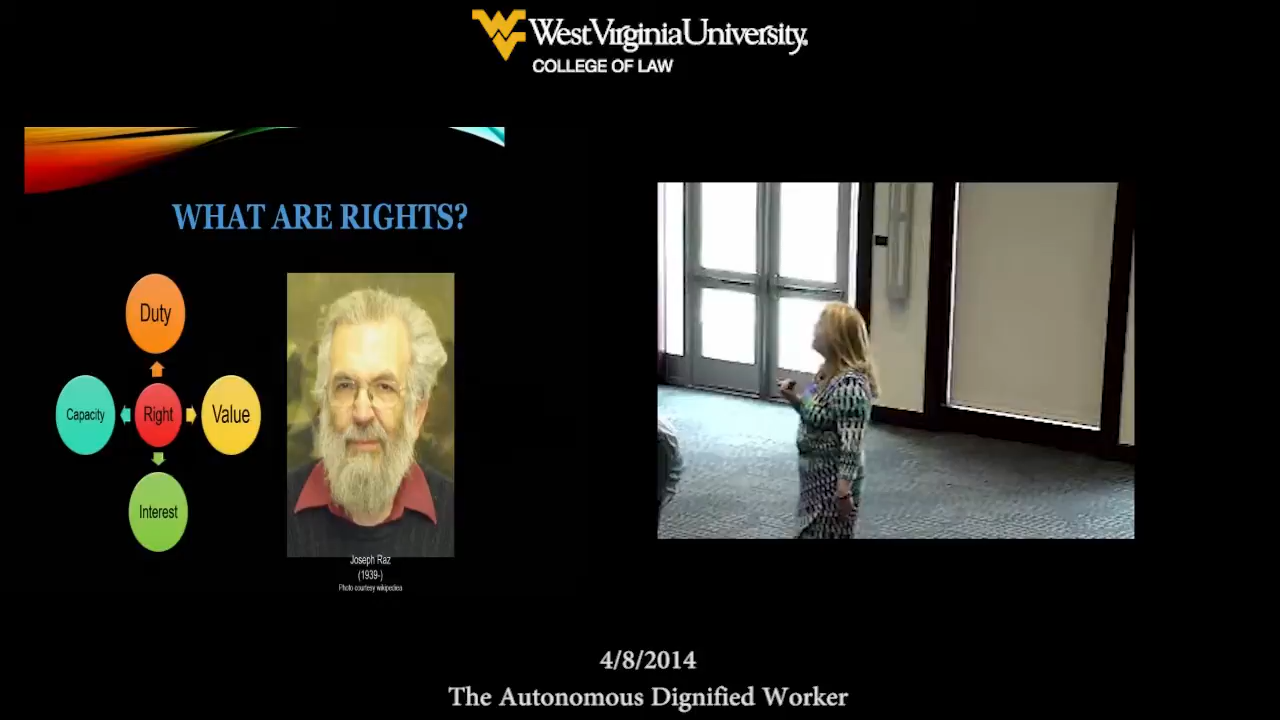 WestVirginiaUniversity.
COLLEGE OF LAW
WHAT ARE RIGHTS?
Duty
Capacity
Right
Value
Interest
Joseph Raz
(1939-)
Photo courtesy wikipediea
4/8/2014
The Autonomous Dignified Worker